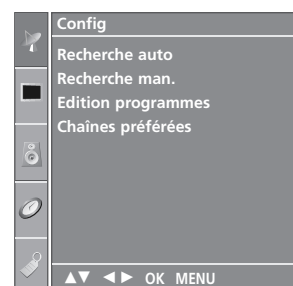 Config
Recherche auto
Recherche man.
Edition programmes
Chaînes préférées
▲▼ ◄► OK MENU